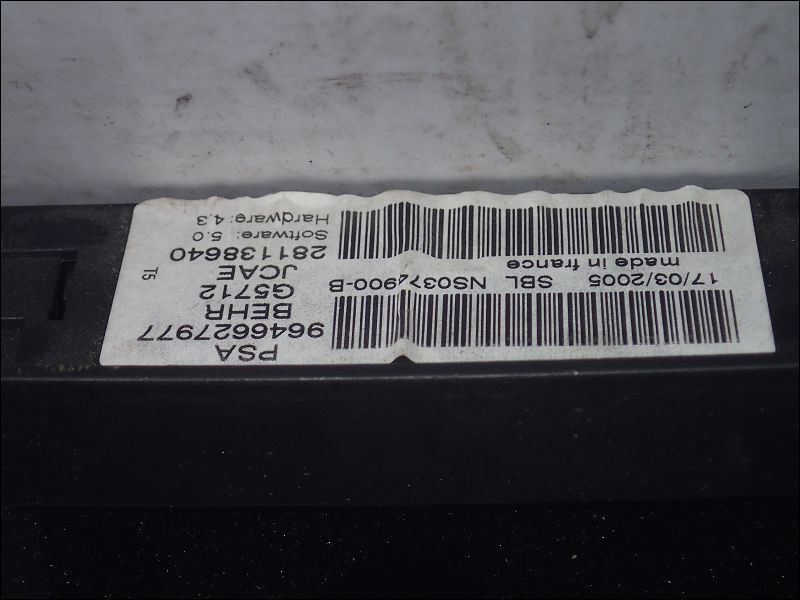 PSA
9646627977
BEHR G5712
JCAE
281138640
Software: 5.0
Hardware: 4.3
17/03/2005 SBL
made in france
T5